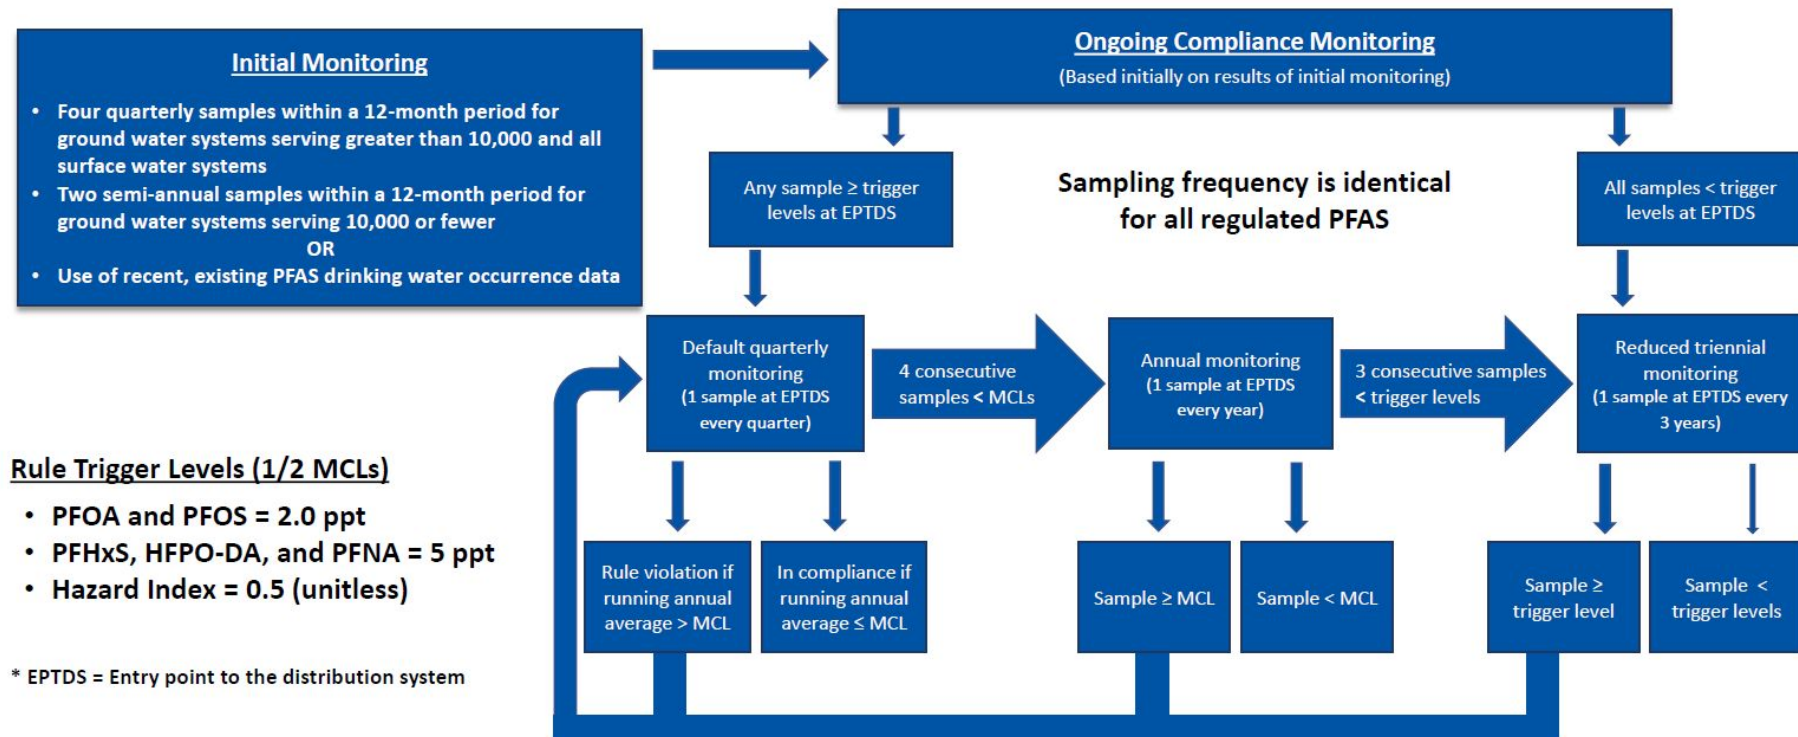 Initial Monitoring
• Four quarterly samples within a 12-month period for
ground water systems serving greater than 10,000 and all
surface water systems
• Two semi-annual samples within a 12-month period for
ground water systems serving 10,000 or fewer
OR
• Use of recent, existing PFAS drinking water occurrence data
Ongoing Compliance Monitoring
(Based initially on results of initial monitoring)
Any sample ≥ trigger
levels at EPTDS
Sampling frequency is identical
for all regulated PFAS
All samples < trigger
levels at EPTDS
Default quarterly
monitoring
(1 sample at EPTDS
every quarter)
4 consecutive
samples < MCLs
Annual monitoring
(1 sample at EPTDS
every year)
3 consecutive samples
< trigger levels
Reduced triennial
monitoring
(1 sample at EPTDS every
3 years)
Rule Trigger Levels (1/2 MCLs)
• PFOA and PFOS = 2.0 ppt
• PFHxS, HFPO-DA, and PFNA = 5 ppt
• Hazard Index = 0.5 (unitless)
Rule violation if
running annual
average > MCL
In compliance if
running annual
average ≤ MCL
Sample ≥ MCL
Sample < MCL
Sample ≥
trigger level
Sample <
trigger levels
* EPTDS = Entry point to the distribution system